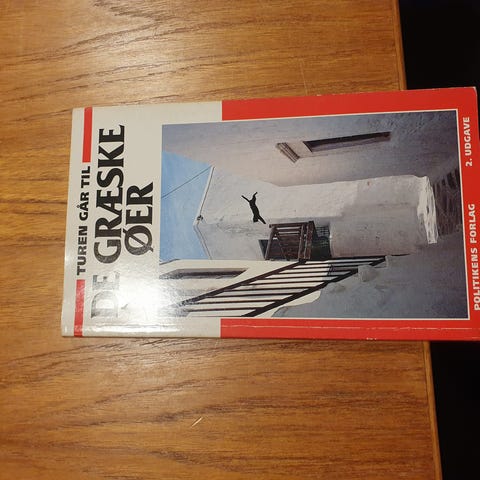 TUREN GÅR TIL
DE GRÆSKE
ØER
POLITIKENS FORLAG
2. UDGAVE